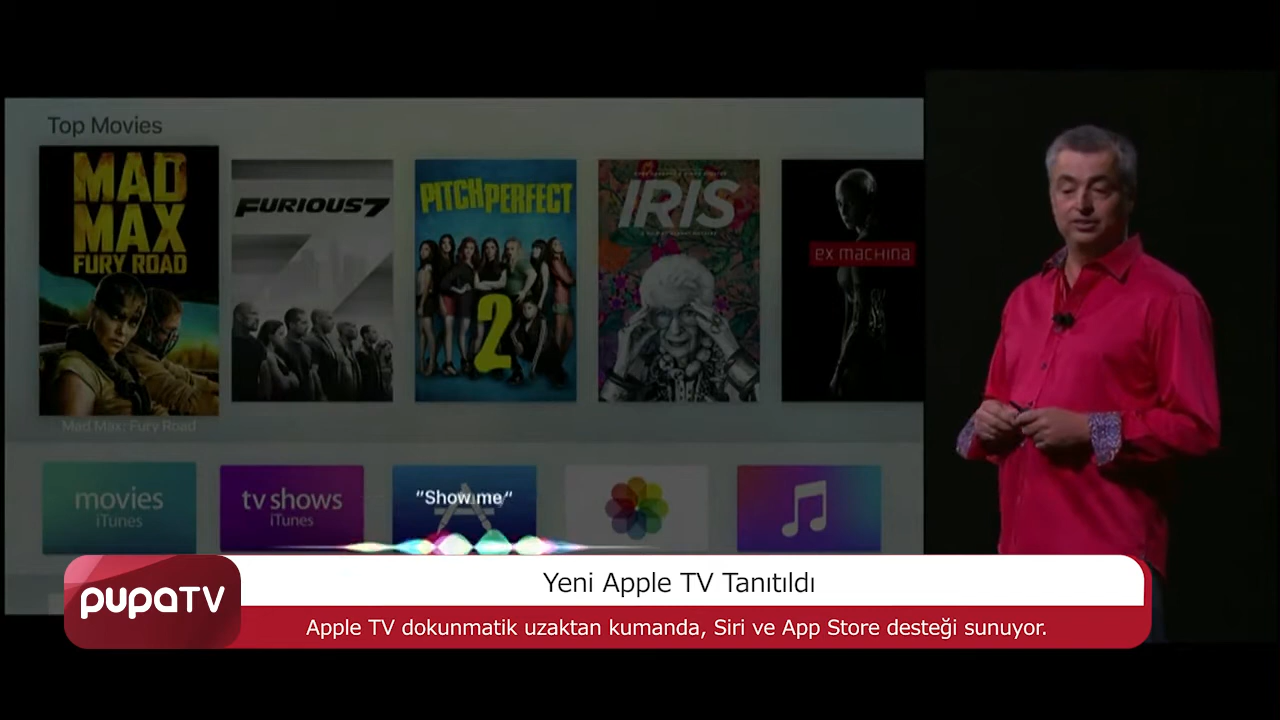 Top Movies
MAD
MAX
FURY ROAD
FURIOUS 7
PITCH PERFECT
2
IRIS
ex machina
Mad Max: Fury Road
movies
iTunes
tv shows
iTunes
“Show me“
pupaTV
Yeni Apple TV Tanıtıldı
Apple TV dokunmatik uzaktan kumanda, Siri ve App Store desteği sunuyor.